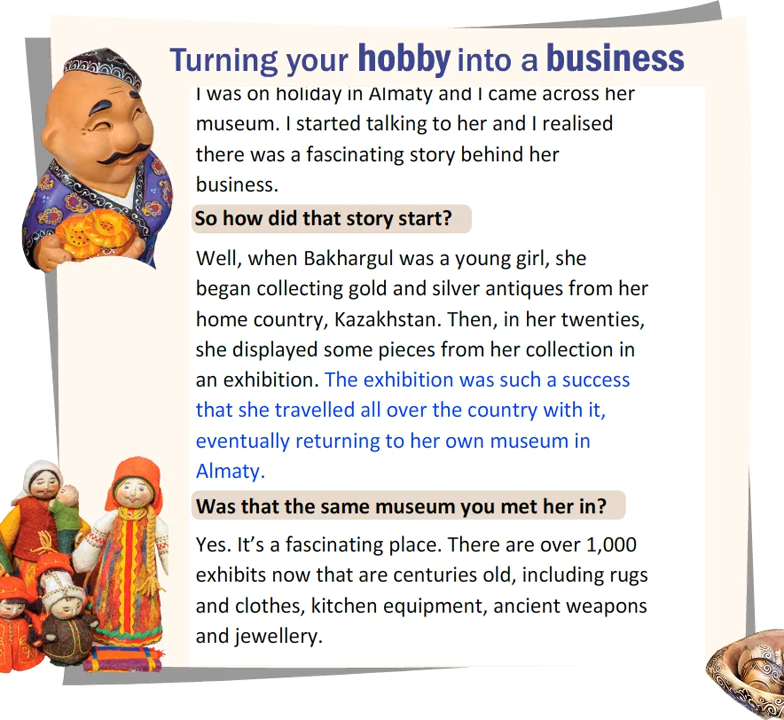 Turning your hobby into a business
I was on holiday in Almaty and I came across her
museum. I started talking to her and I realised
there was a fascinating story behind her
business.
So how did that story start?
Well, when Bakhargul was a young girl, she
began collecting gold and silver antiques from her
home country, Kazakhstan. Then, in her twenties,
she displayed some pieces from her collection in
an exhibition. The exhibition was such a success
that she travelled all over the country with it,
eventually returning to her own museum in
Almaty.
Was that the same museum you met her in?
Yes. It’s a fascinating place. There are over 1,000
exhibits now that are centuries old, including rugs
and clothes, kitchen equipment, ancient weapons
and jewellery.